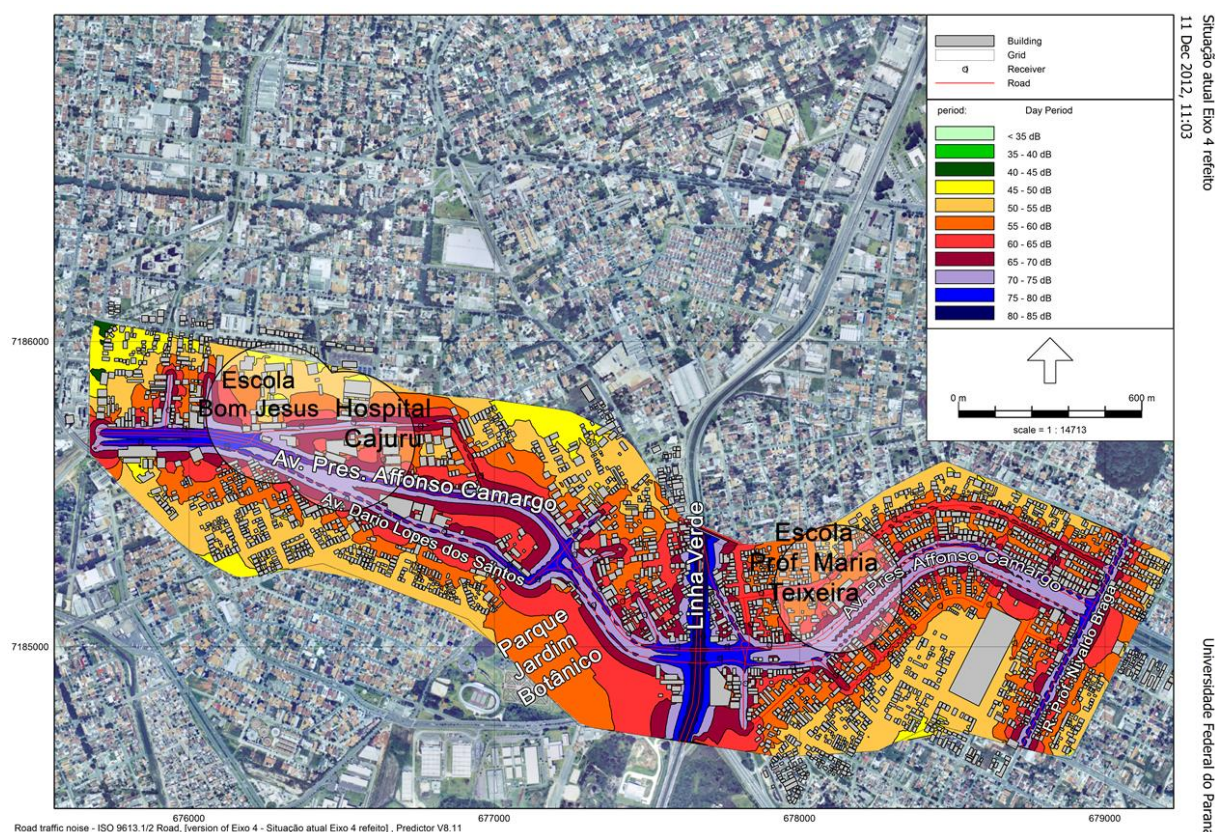 Situação atual Eixo 4 refeito
11 Dec 2012, 11:03
Building
Grid
Receiver
Road
period: Day Period
< 35 dB
35 - 40 dB
40 - 45 dB
45 - 50 dB
50 - 55 dB
55 - 60 dB
60 - 65 dB
65 - 70 dB
70 - 75 dB
75 - 80 dB
80 - 85 dB
0 m 600 m
scale = 1 : 14713
7186000
7185000
Escola
Bom Jesus
Hospital
Cajuru
Av. Pres. Affonso Camargo
Av. Dario Lopes dos Santos
Linha Verde
Escola
Prof. Maria
Teixeira
Av. Pres. Affonso Camargo
R. Prof. Nivaldo Braga
Parque
Jardim
Botânico
676000
677000
678000
679000
Universidade Federal do Paraná
Road traffic noise - ISO 9613.1/2 Road, [version of Eixo 4 - Situação atual Eixo 4 refeito] , Predictor V8.11